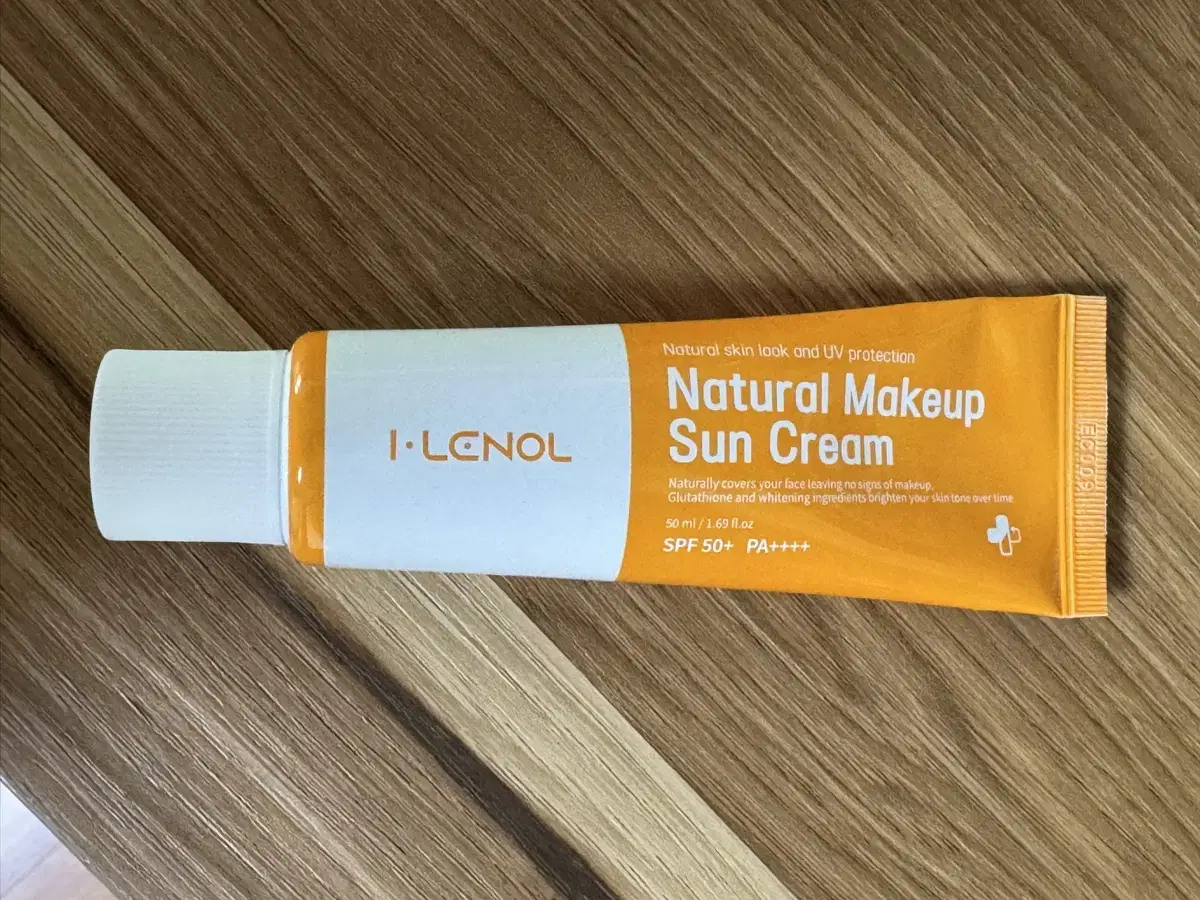 I·LENOL
Natural skin look and UV protection
Natural Makeup
Sun Cream
Naturally covers your face leaving no signs of makeup,
Glutathione and whitening ingredients brighten your skin tone over time
50 ml / 1.69 fl.oz
SPF 50+ PA++++